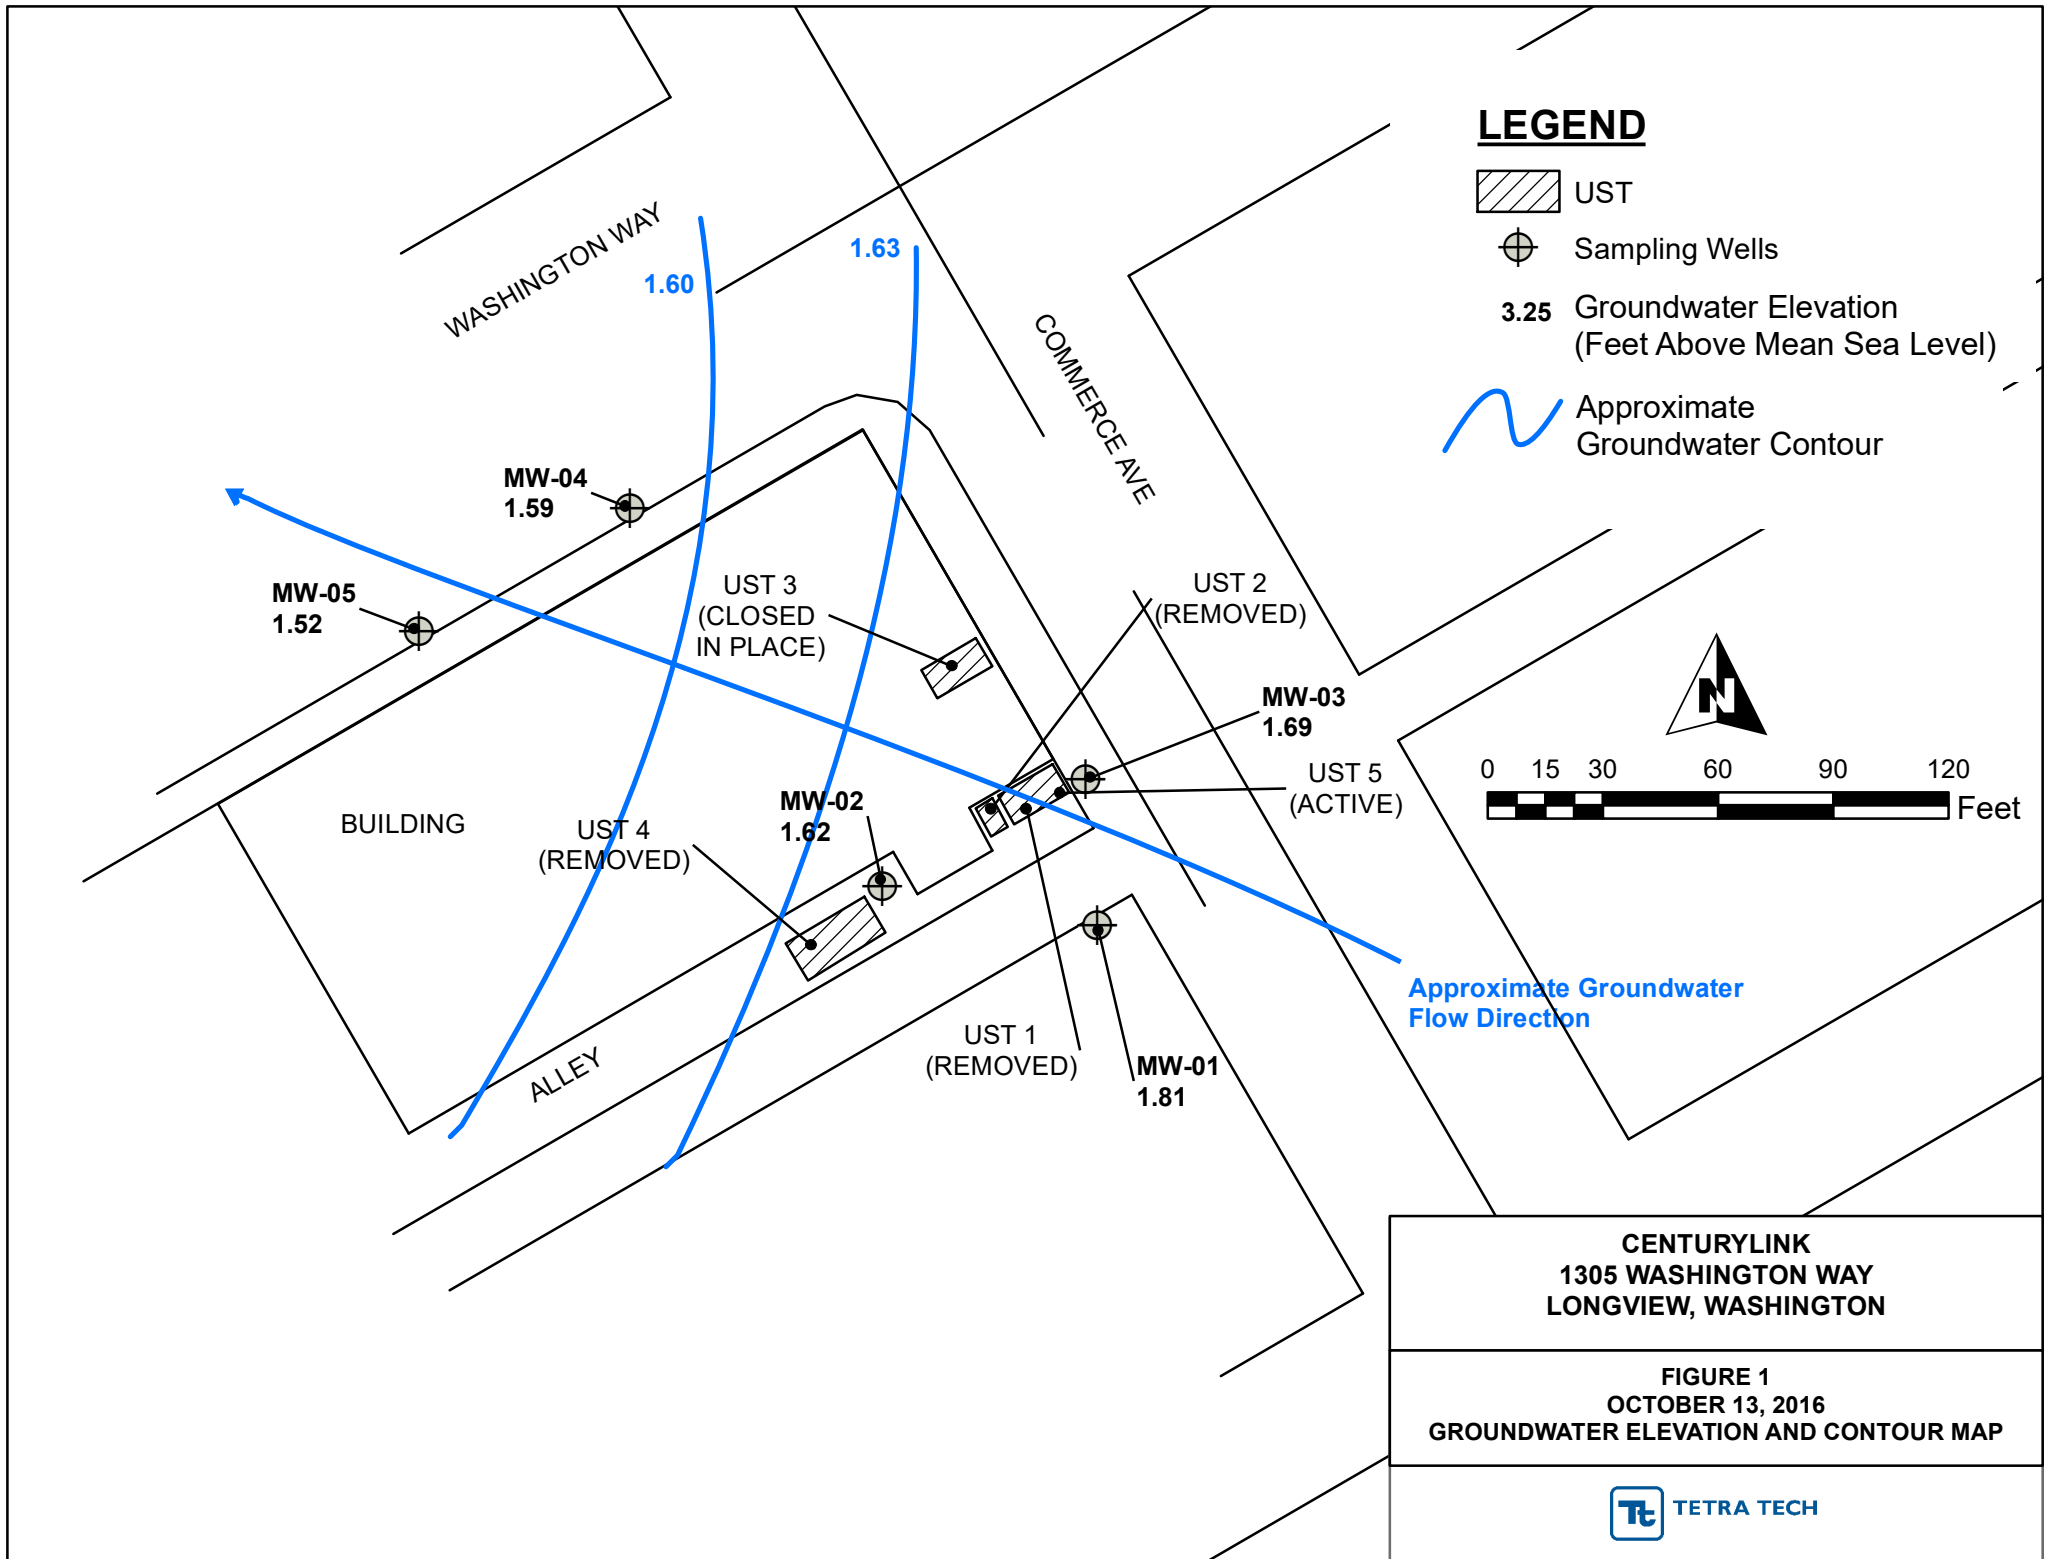 LEGEND
UST
Sampling Wells
3.25 Groundwater Elevation
(Feet Above Mean Sea Level)
Approximate
Groundwater Contour
WASHINGTON WAY
1.60
1.63
COMMERCE AVE
MW-04
1.59
MW-05
1.52
UST 3
(CLOSED
IN PLACE)
UST 2
(REMOVED)
MW-03
1.69
UST 5
(ACTIVE)
N
0 15 30 60 90 120
Feet
BUILDING
UST 4
(REMOVED)
MW-02
1.62
Approximate Groundwater
Flow Direction
ALLEY
UST 1
(REMOVED)
MW-01
1.81
CENTURYLINK
1305 WASHINGTON WAY
LONGVIEW, WASHINGTON
FIGURE 1
OCTOBER 13, 2016
GROUNDWATER ELEVATION AND CONTOUR MAP
Tt TETRA TECH